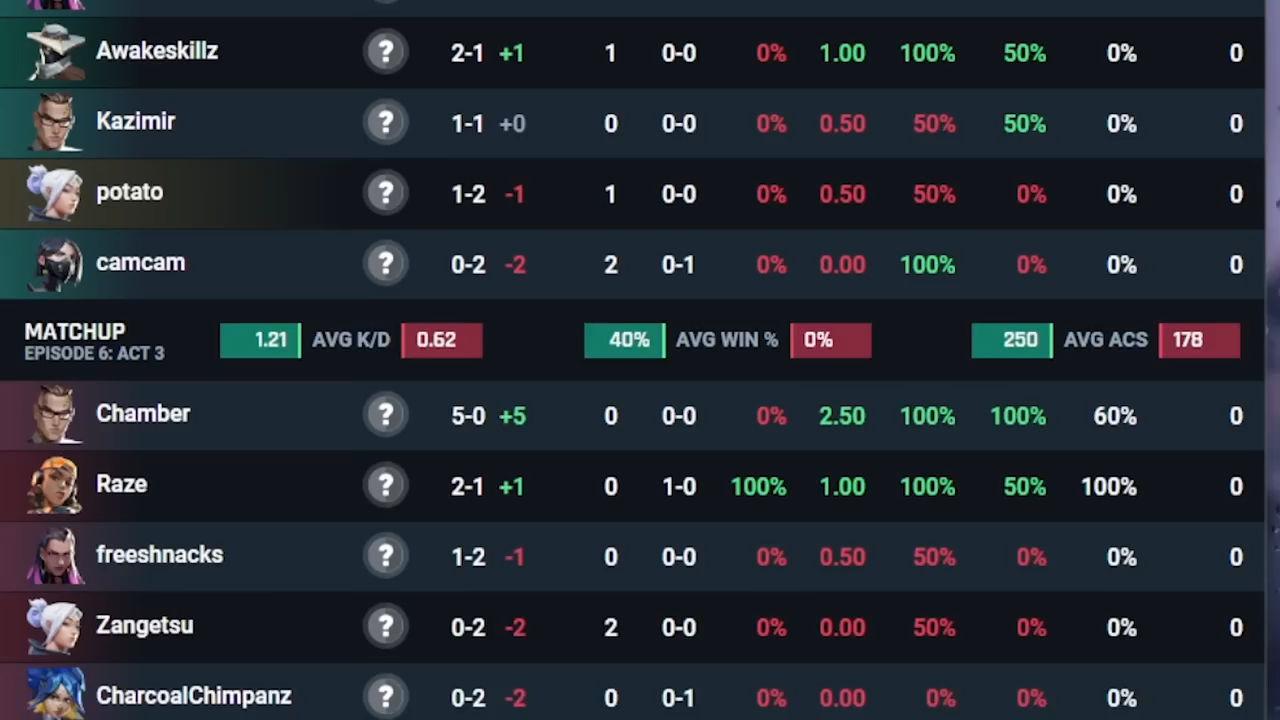 Awakeskillz ? 2-1 +1 1 0-0 0% 1.00 100% 50% 0% 0
Kazimir ? 1-1 +0 0 0-0 0% 0.50 50% 50% 0% 0
potato ? 1-2 -1 1 0-0 0% 0.50 50% 0% 0% 0
camcam ? 0-2 -2 2 0-1 0% 0.00 100% 0% 0% 0
MATCHUP 1.21 AVG K/D 0.62 40% AVG WIN % 0% 250 AVG ACS 178
EPISODE 6: ACT 3
Chamber ? 5-0 +5 0 0-0 0% 2.50 100% 100% 60% 0
Raze ? 2-1 +1 0 1-0 100% 1.00 100% 50% 100% 0
freeshnacks ? 1-2 -1 0 0-0 0% 0.50 50% 0% 0% 0
Zangetsu ? 0-2 -2 2 0-0 0% 0.00 50% 0% 0% 0
CharcoalChimpanz ? 0-2 -2 0 0-1 0% 0.00 0% 0% 0% 0